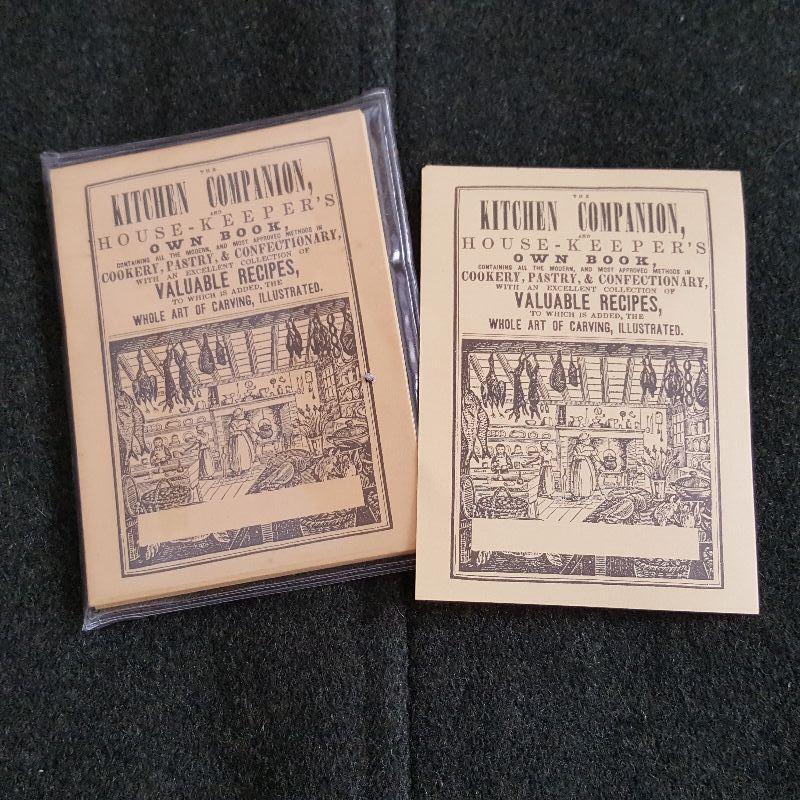 THE
KITCHEN COMPANION,
AND
HOUSE-KEEPER'S
OWN BOOK,
CONTAINING ALL THE MODERN, AND MOST APPROVED METHODS IN
COOKERY, PASTRY, & CONFECTIONARY,
WITH AN EXCELLENT COLLECTION OF
VALUABLE RECIPES,
TO WHICH IS ADDED, THE
WHOLE ART OF CARVING, ILLUSTRATED.
THE
KITCHEN COMPANION,
AND
HOUSE-KEEPER'S
OWN BOOK,
CONTAINING ALL THE MODERN, AND MOST APPROVED METHODS IN
COOKERY, PASTRY, & CONFECTIONARY,
WITH AN EXCELLENT COLLECTION OF
VALUABLE RECIPES,
TO WHICH IS ADDED, THE
WHOLE ART OF CARVING, ILLUSTRATED.